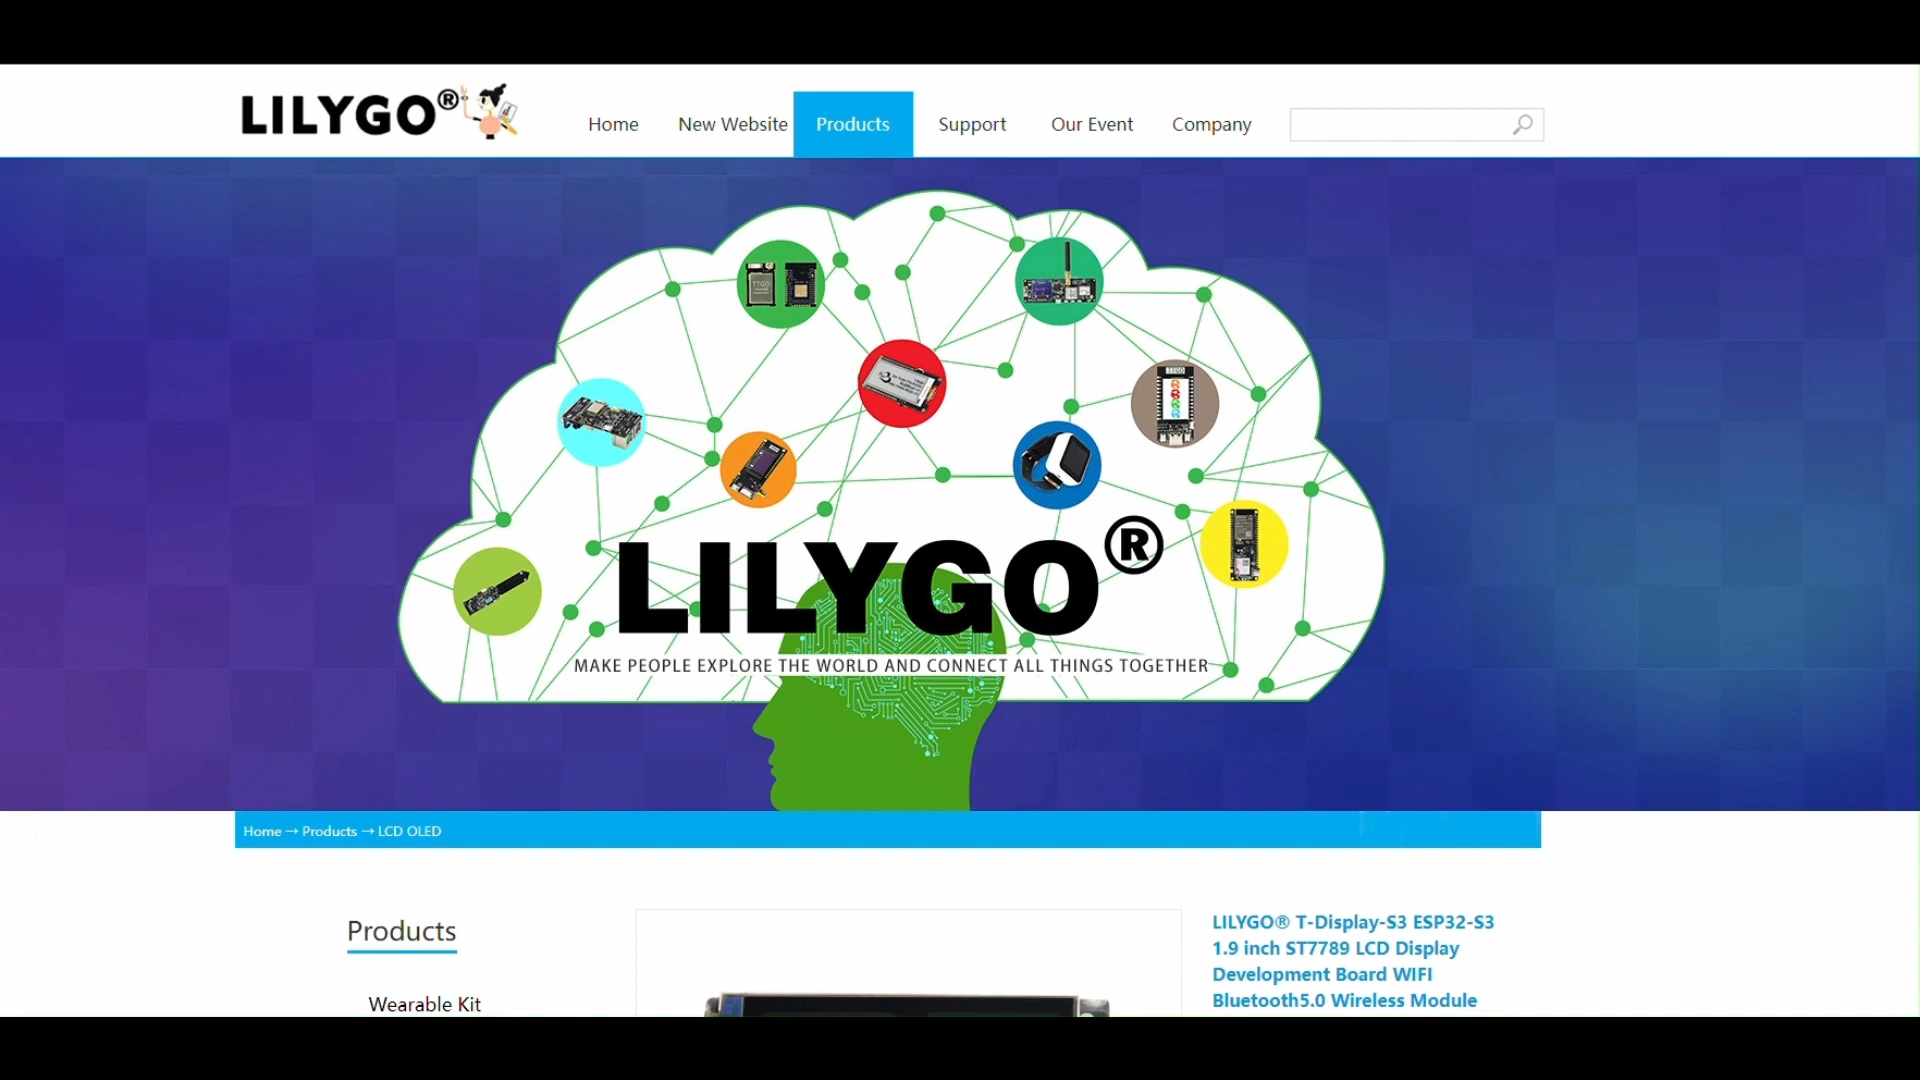 LILYGO®
Home New Website Products Support Our Event Company
TTGO
LILYGO®
MAKE PEOPLE EXPLORE THE WORLD AND CONNECT ALL THINGS TOGETHER
Home → Products → LCD OLED
Products
Wearable Kit
LILYGO® T-Display-S3 ESP32-S3
1.9 inch ST7789 LCD Display
Development Board WIFI
Bluetooth5.0 Wireless Module